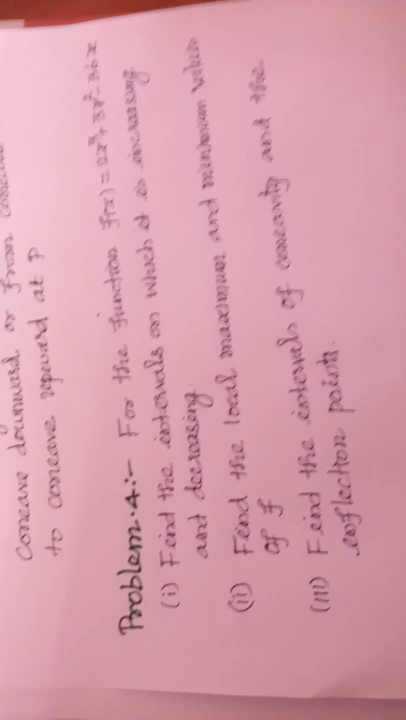 concave downward or from concave
to concave upward at P
Problem.4:- For the function f(x) = 2x³+3x²-36x
(i) Find the intervals on which it is increasing
and decreasing.
(ii) Find the local maximum and minimum values
of f
(iii) Find the intervals of concavity and the
inflection points.